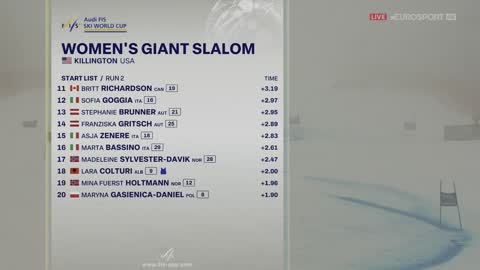 Audi FIS
SKI WORLD CUP
LIVE EUROSPORT
WOMEN'S GIANT SLALOM
KILLINGTON USA
START LIST / RUN 2 TIME
11 BRITT RICHARDSON CAN 19 +3.19
12 SOFIA GOGGIA ITA 16 +2.97
13 STEPHANIE BRUNNER AUT 21 +2.95
14 FRANZISKA GRITSCH AUT 25 +2.89
15 ASJA ZENERE ITA 18 +2.83
16 MARTA BASSINO ITA 29 +2.61
17 MADELEINE SYLVESTER-DAVIK NOR 28 +2.47
18 LARA COLTURI ALB 9 +2.00
19 MINA FUERST HOLTMANN NOR 12 +1.96
20 MARYNA GASIENICA-DANIEL POL 8 +1.90
www.fis-ski.com